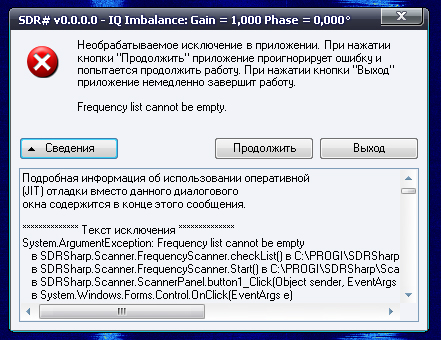 SDR# v0.0.0.0 - IQ Imbalance: Gain = 1,000 Phase = 0,000°
Необрабатываемое исключение в приложении. При нажатии
кнопки "Продолжить" приложение проигнорирует ошибку и
попытается продолжить работу. При нажатии кнопки "Выход"
приложение немедленно завершит работу.
Frequency list cannot be empty.
Сведения
Продолжить
Выход
Подробная информация об использовании оперативной
(JIT) отладки вместо данного диалогового
окна содержится в конце этого сообщения.
************** Текст исключения **************
System.ArgumentException: Frequency list cannot be empty
в SDRSharp.Scanner.FrequencyScanner.checkList() в C:\PROGI\SDRSharp
в SDRSharp.Scanner.FrequencyScanner.Start() в C:\PROGI\SDRSharp\Sca
в SDRSharp.Scanner.ScannerPanel.button1_Click(Object sender, EventArgs
в System.Windows.Forms.Control.OnClick(EventArgs e)